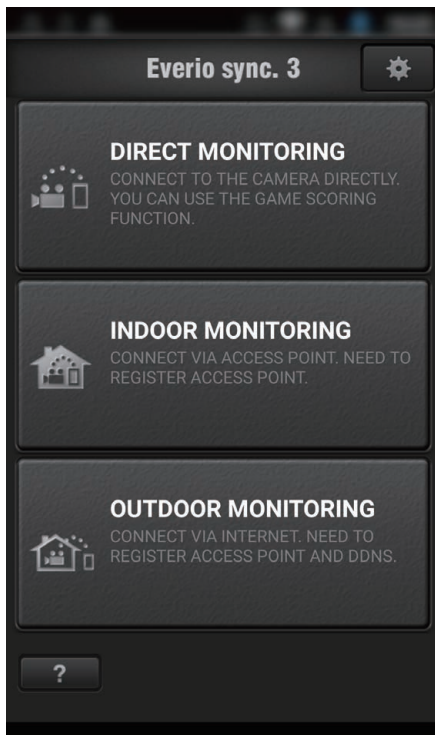 Everio sync. 3
DIRECT MONITORING
CONNECT TO THE CAMERA DIRECTLY.
YOU CAN USE THE GAME SCORING
FUNCTION.
INDOOR MONITORING
CONNECT VIA ACCESS POINT. NEED TO
REGISTER ACCESS POINT.
OUTDOOR MONITORING
CONNECT VIA INTERNET. NEED TO
REGISTER ACCESS POINT AND DDNS.
?